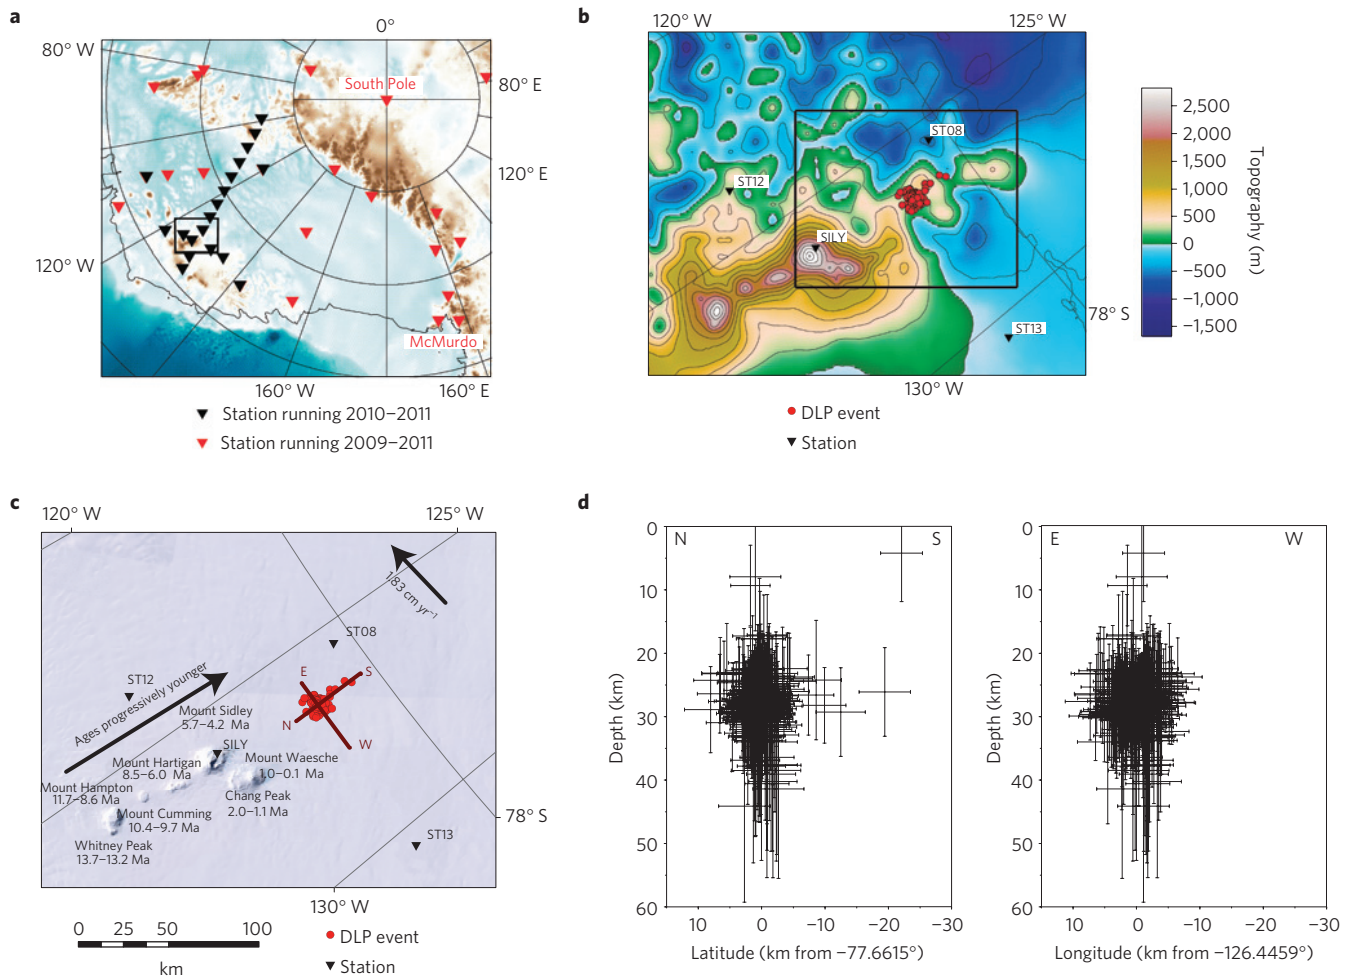 a
0°
80° W
80° E
South Pole
120° E
120° W
McMurdo
160° W
160° E
Station running 2010–2011
Station running 2009–2011
b
120° W
125° W
ST08
ST12
SILY
ST13
78° S
130° W
2,500
2,000
1,500
1,000
500
0
−500
−1,000
−1,500
Topography (m)
DLP event
Station
c
120° W
125° W
1.83 cm yr⁻¹
ST08
E
S
ST12
Ages progressively younger
N
W
Mount Sidley
5.7–4.2 Ma
SILY
Mount Hartigan
8.5–6.0 Ma
Mount Waesche
1.0–0.1 Ma
Mount Hampton
11.7–8.6 Ma
Chang Peak
2.0–1.1 Ma
Mount Cumming
10.4–9.7 Ma
Whitney Peak
13.7–13.2 Ma
ST13
78° S
130° W
0 25 50 100
km
DLP event
Station
d
N
S
0
10
20
30
40
50
60
Depth (km)
10 0 −10 −20 −30
Latitude (km from −77.6615°)
E
W
0
10
20
30
40
50
60
Depth (km)
10 0 −10 −20 −30
Longitude (km from −126.4459°)